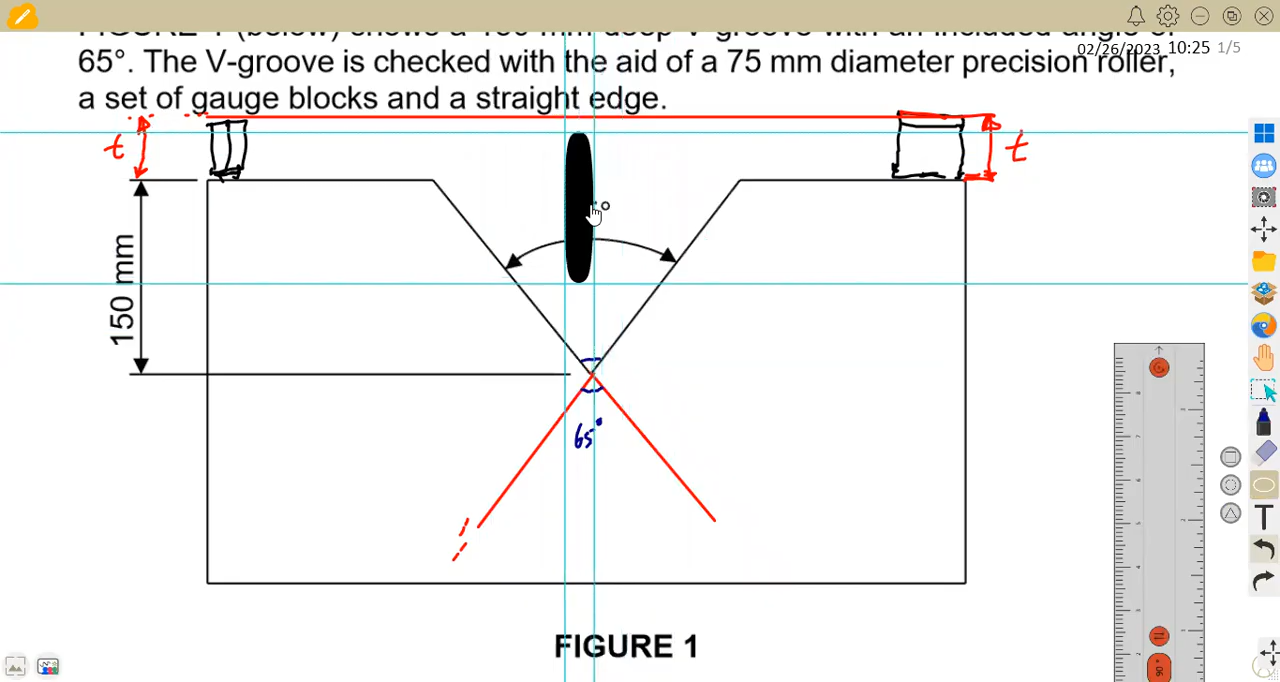 02/26/2023 10:25 1/5
65°. The V-groove is checked with the aid of a 75 mm diameter precision roller,
a set of gauge blocks and a straight edge.
t
t
°
150 mm
65°
FIGURE 1
T